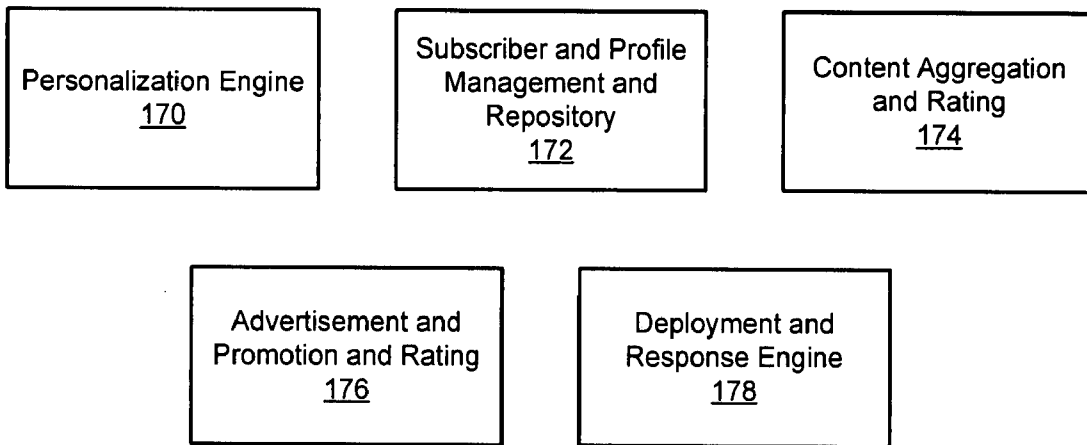 Personalization Engine
170
Subscriber and Profile
Management and
Repository
172
Content Aggregation
and Rating
174
Advertisement and
Promotion and Rating
176
Deployment and
Response Engine
178